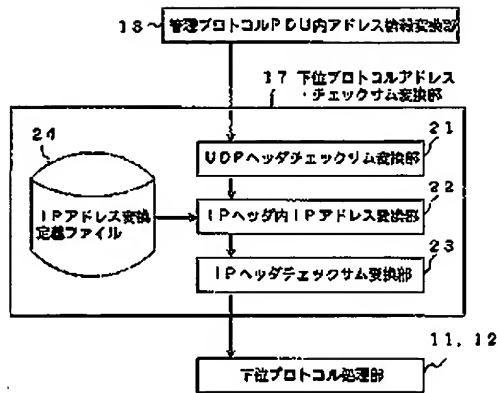 18
管理プロトコルPDU内アドレス情報変換部
17 下位プロトコルアドレス
・チェックサム変換部
24
21
UDPヘッダチェックサム変換部
22
IPアドレス変換
定義ファイル
IPヘッダ内IPアドレス変換部
23
IPヘッダチェックサム変換部
11, 12
下位プロトコル処理部